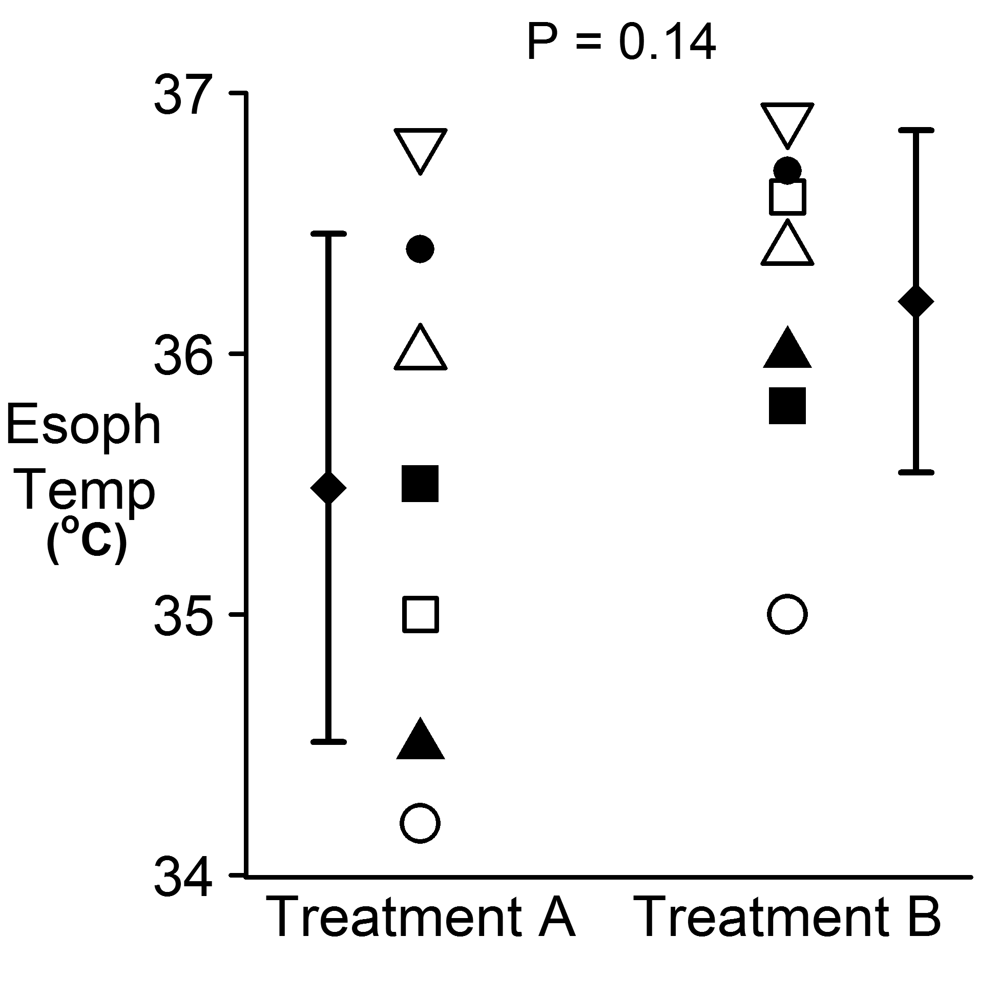 P = 0.14
37
36
35
34
Esoph
Temp
(°C)
Treatment A
Treatment B